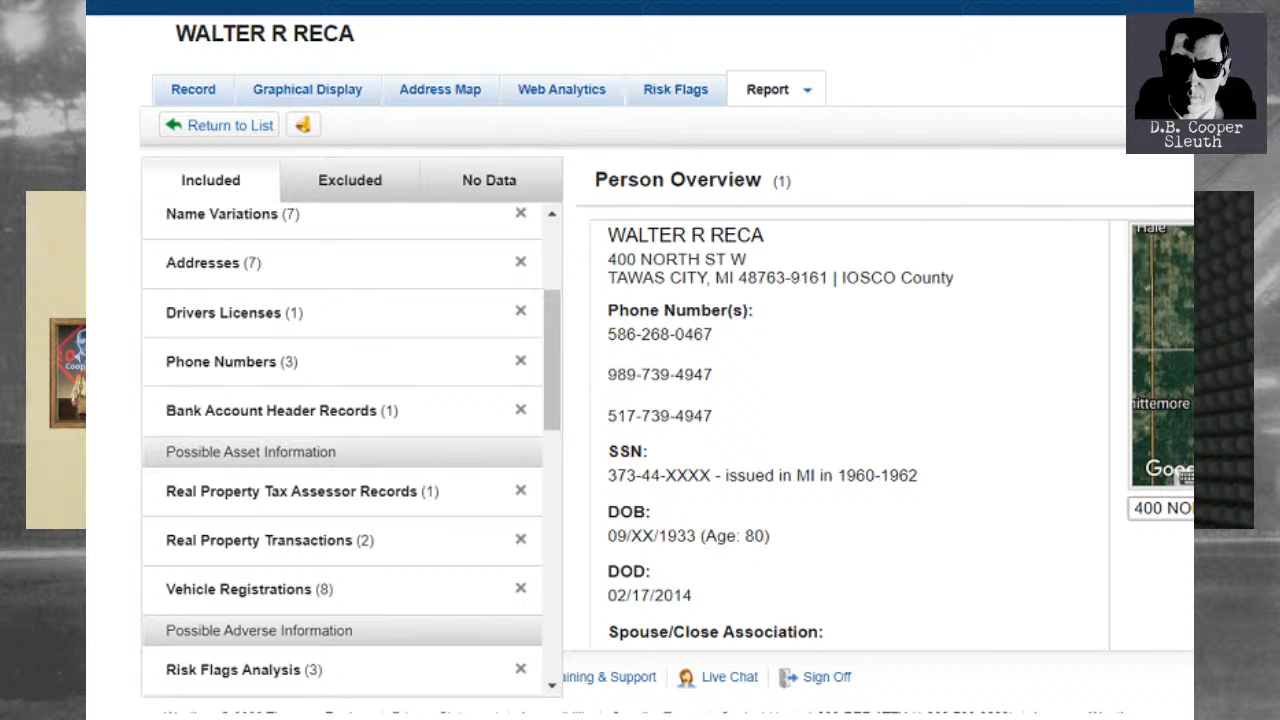 WALTER R RECA
Record
Graphical Display
Address Map
Web Analytics
Risk Flags
Report
D.B. Cooper
Sleuth
Return to List
Included
Excluded
No Data
Name Variations (7)
Addresses (7)
Drivers Licenses (1)
Phone Numbers (3)
Bank Account Header Records (1)
Possible Asset Information
Real Property Tax Assessor Records (1)
Real Property Transactions (2)
Vehicle Registrations (8)
Possible Adverse Information
Risk Flags Analysis (3)
Person Overview (1)
WALTER R RECA
400 NORTH ST W
TAWAS CITY, MI 48763-9161 | IOSCO County
Phone Number(s):
586-268-0467
989-739-4947
517-739-4947
SSN:
373-44-XXXX - issued in MI in 1960-1962
DOB:
09/XX/1933 (Age: 80)
DOD:
02/17/2014
Spouse/Close Association:
Hale
ittemore
Goo
400 NO
aining & Support
Live Chat
Sign Off